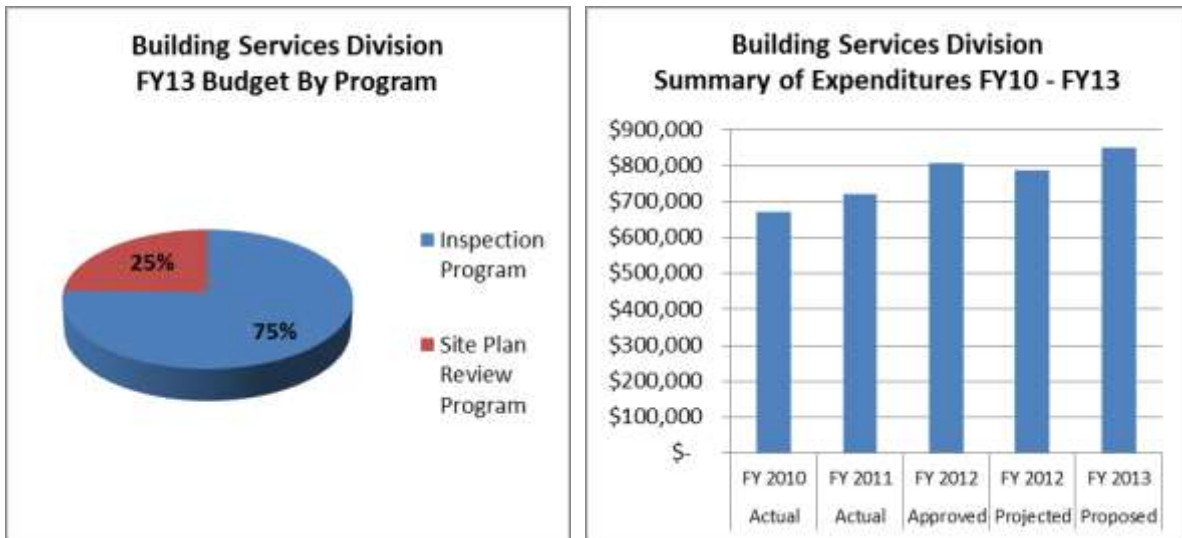 Building Services Division
FY13 Budget By Program
25%
75%
Inspection
Program
Site Plan
Review
Program
Building Services Division
Summary of Expenditures FY10 - FY13
$900,000
$800,000
$700,000
$600,000
$500,000
$400,000
$300,000
$200,000
$100,000
$-
FY 2010 FY 2011 FY 2012 FY 2012 FY 2013
Actual Actual Approved Projected Proposed